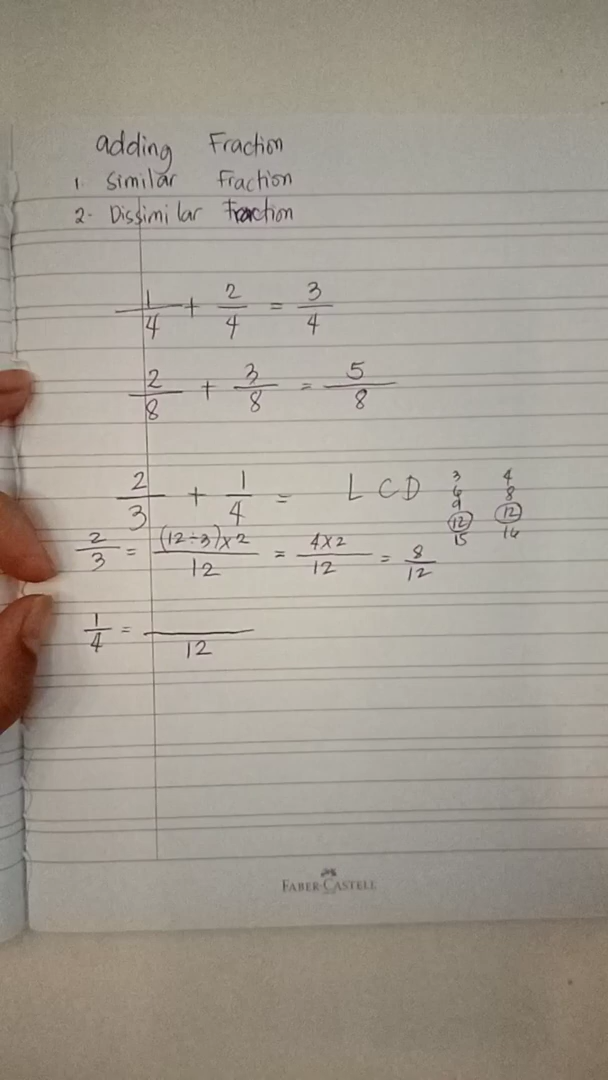 adding Fraction
1. Similar Fraction
2. Dissimilar Fraction
1/4 + 2/4 = 3/4
2/8 + 3/8 = 5/8
2/3 + 1/4 = LCD
3 4
6 8
9 12
12 16
15
2/3 = (12÷3)x2/12 = 4x2/12 = 8/12
1/4 = /12
FABER-CASTELL